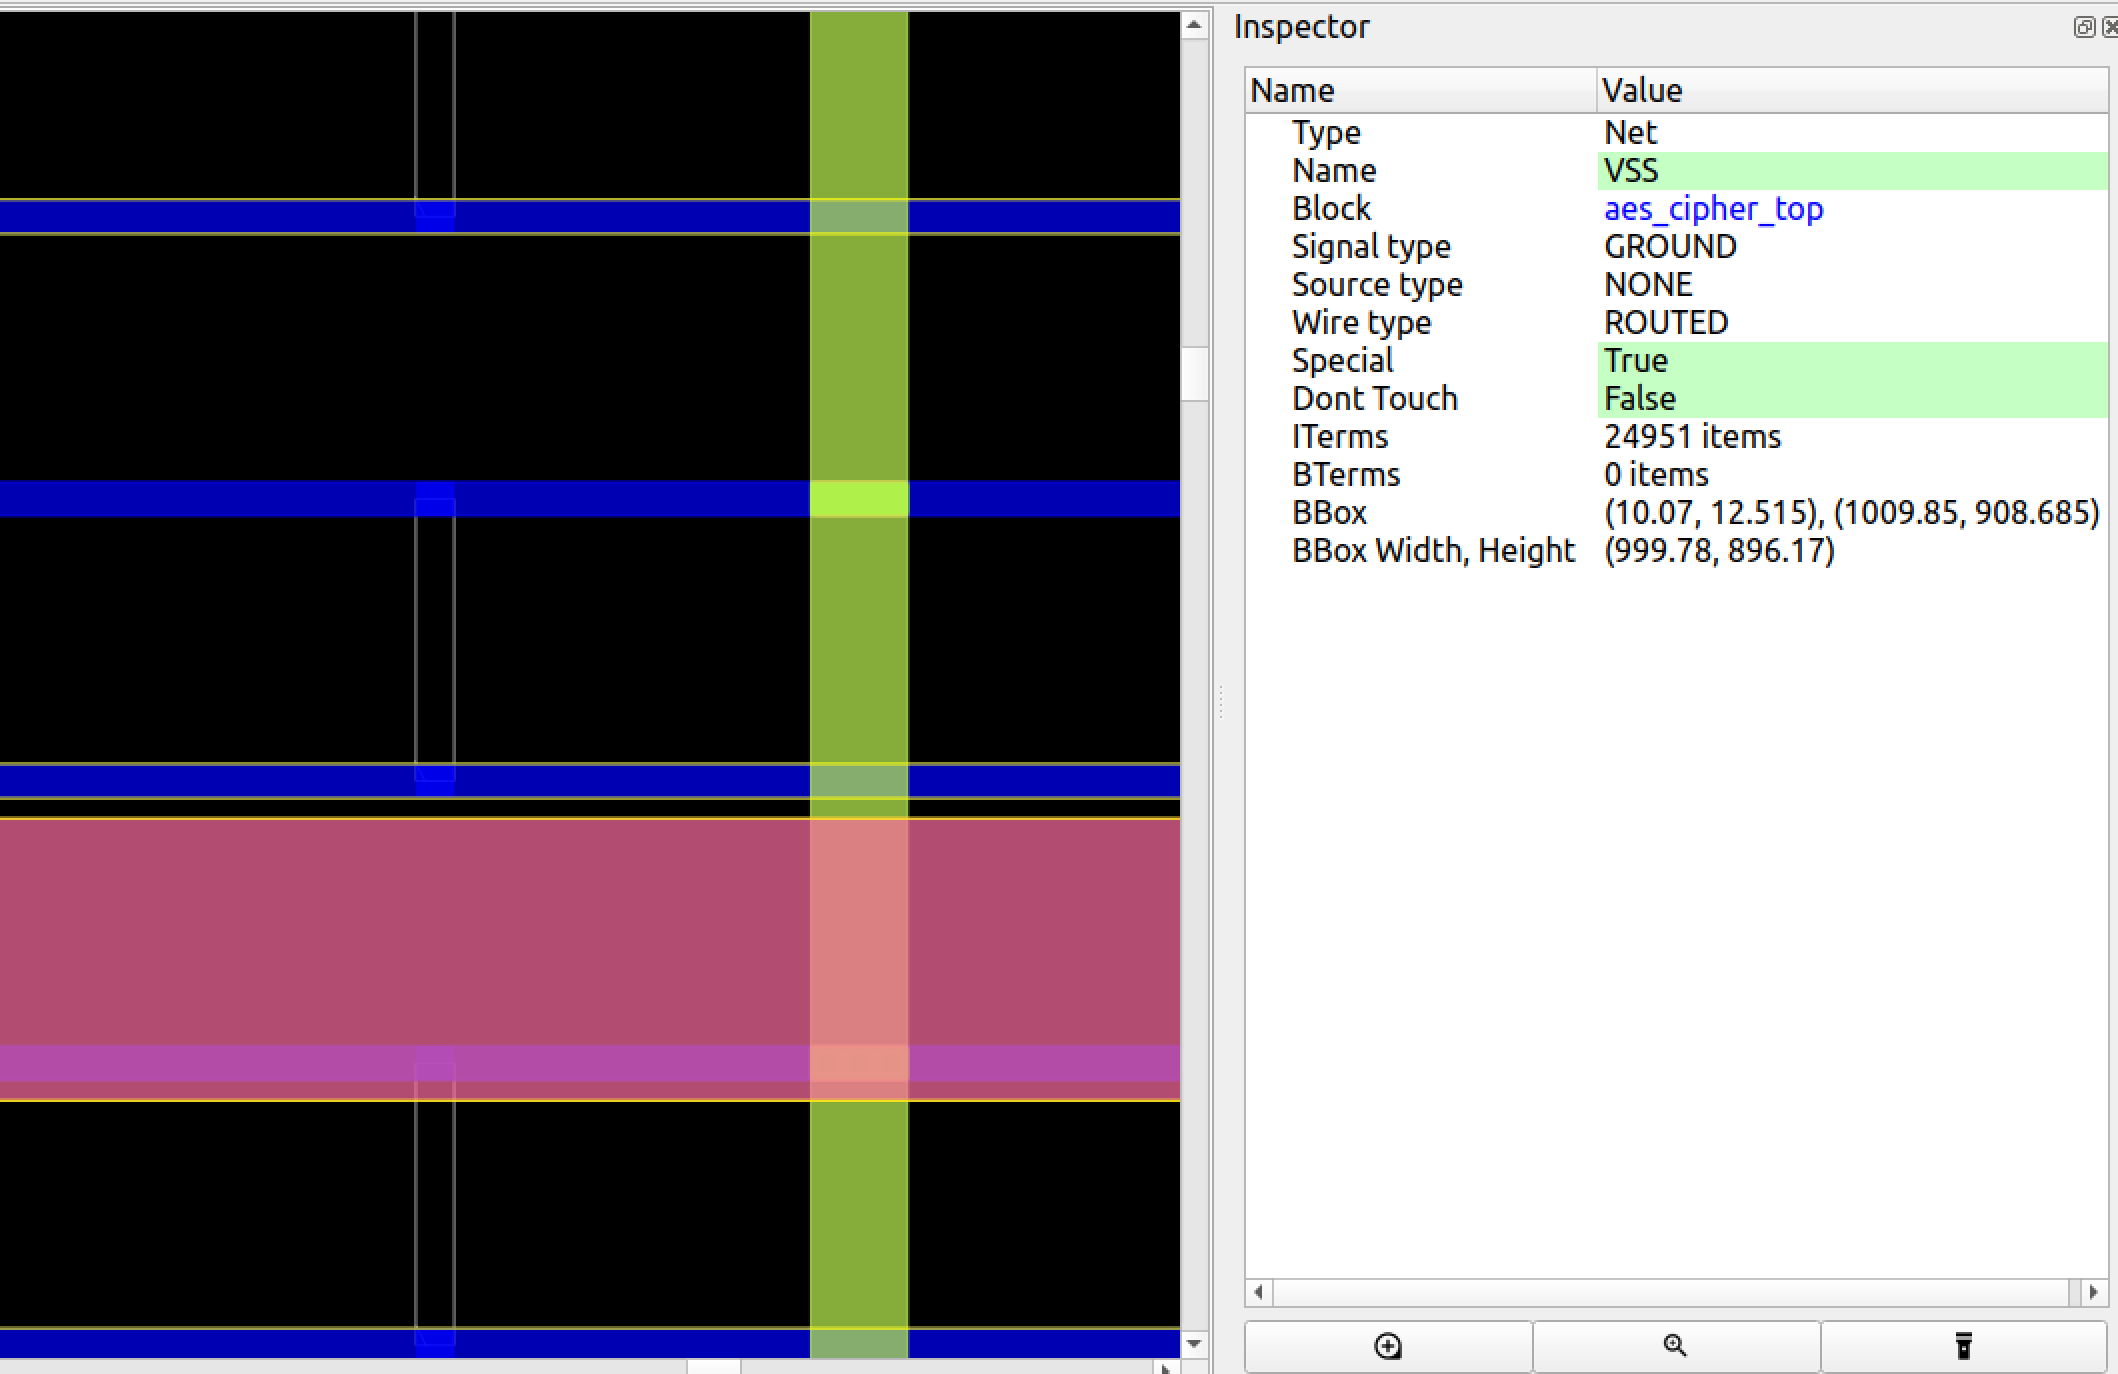 Inspector
Name Value
Type Net
Name VSS
Block aes_cipher_top
Signal type GROUND
Source type NONE
Wire type ROUTED
Special True
Dont Touch False
ITerms 24951 items
BTerms 0 items
BBox (10.07, 12.515), (1009.85, 908.685)
BBox Width, Height (999.78, 896.17)